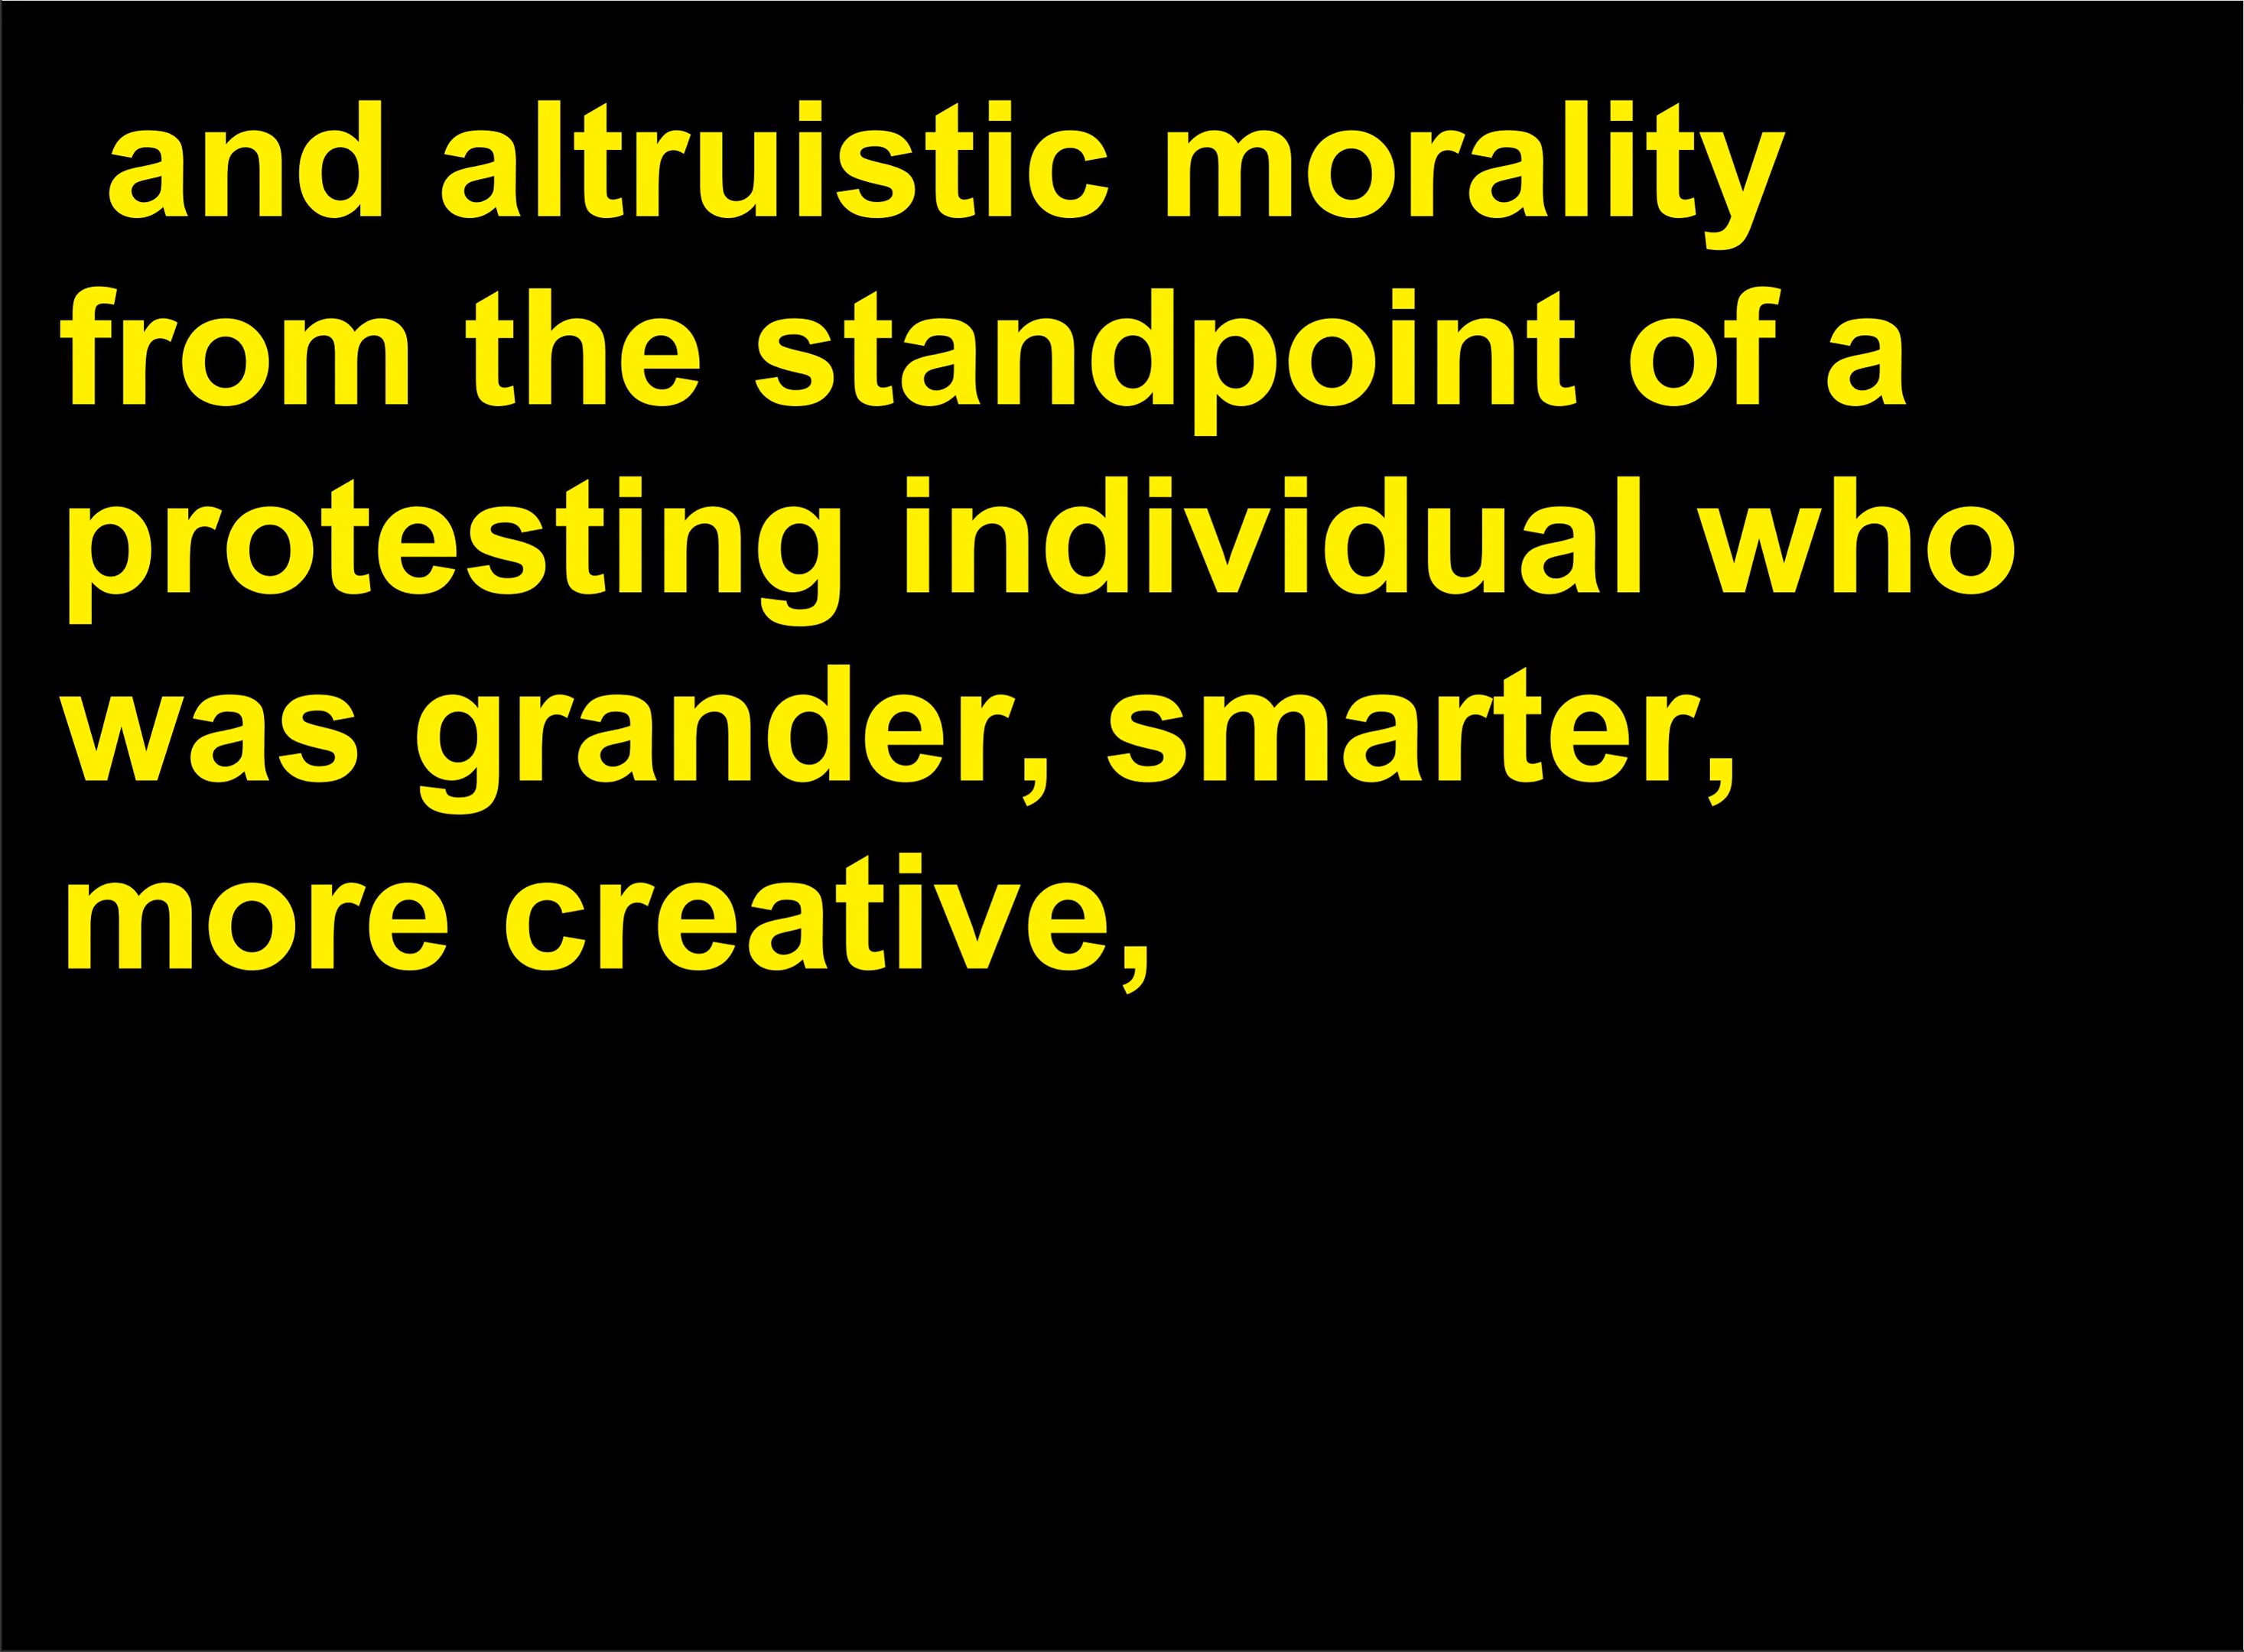 and altruistic morality
from the standpoint of a
protesting individual who
was grander, smarter,
more creative,